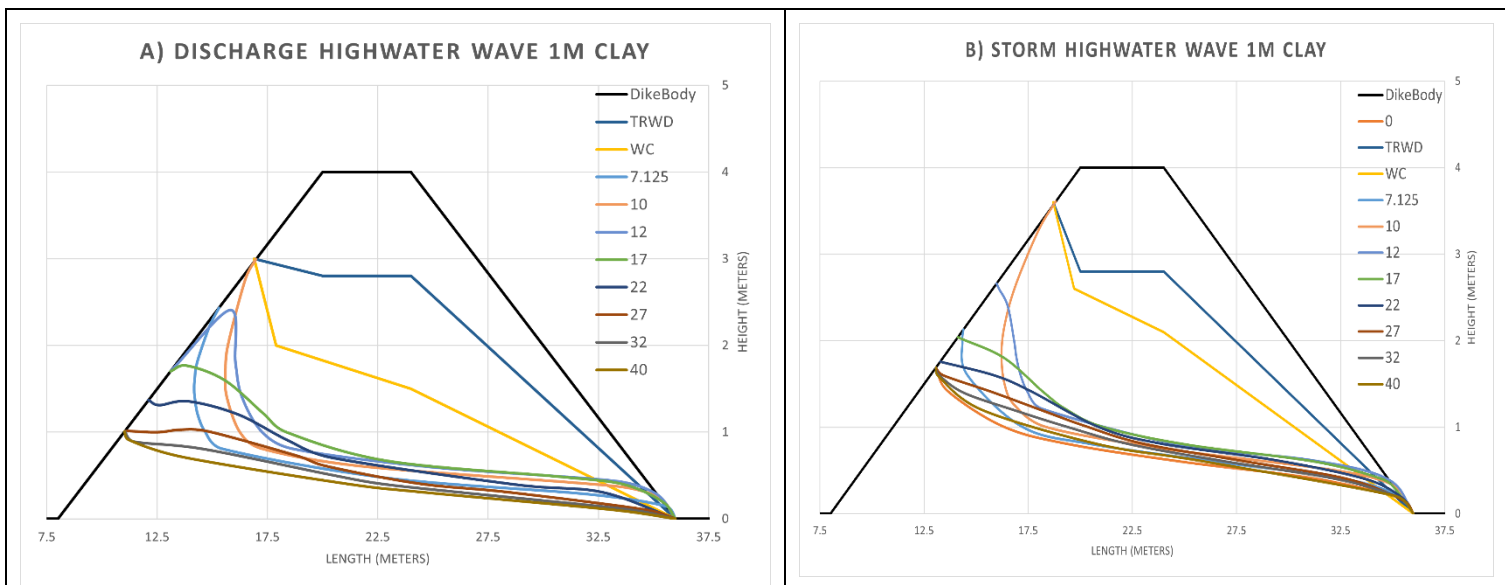 A) DISCHARGE HIGHWATER WAVE 1M CLAY
5
4
3
2
1
0
HEIGHT (METERS)
DikeBody
TRWD
WC
7.125
10
12
17
22
27
32
40
7.5 12.5 17.5 22.5 27.5 32.5 37.5
LENGTH (METERS)
B) STORM HIGHWATER WAVE 1M CLAY
5
4
3
2
1
0
HEIGHT (METERS)
DikeBody
0
TRWD
WC
7.125
10
12
17
22
27
32
40
7.5 12.5 17.5 22.5 27.5 32.5 37.5
LENGTH (METERS)